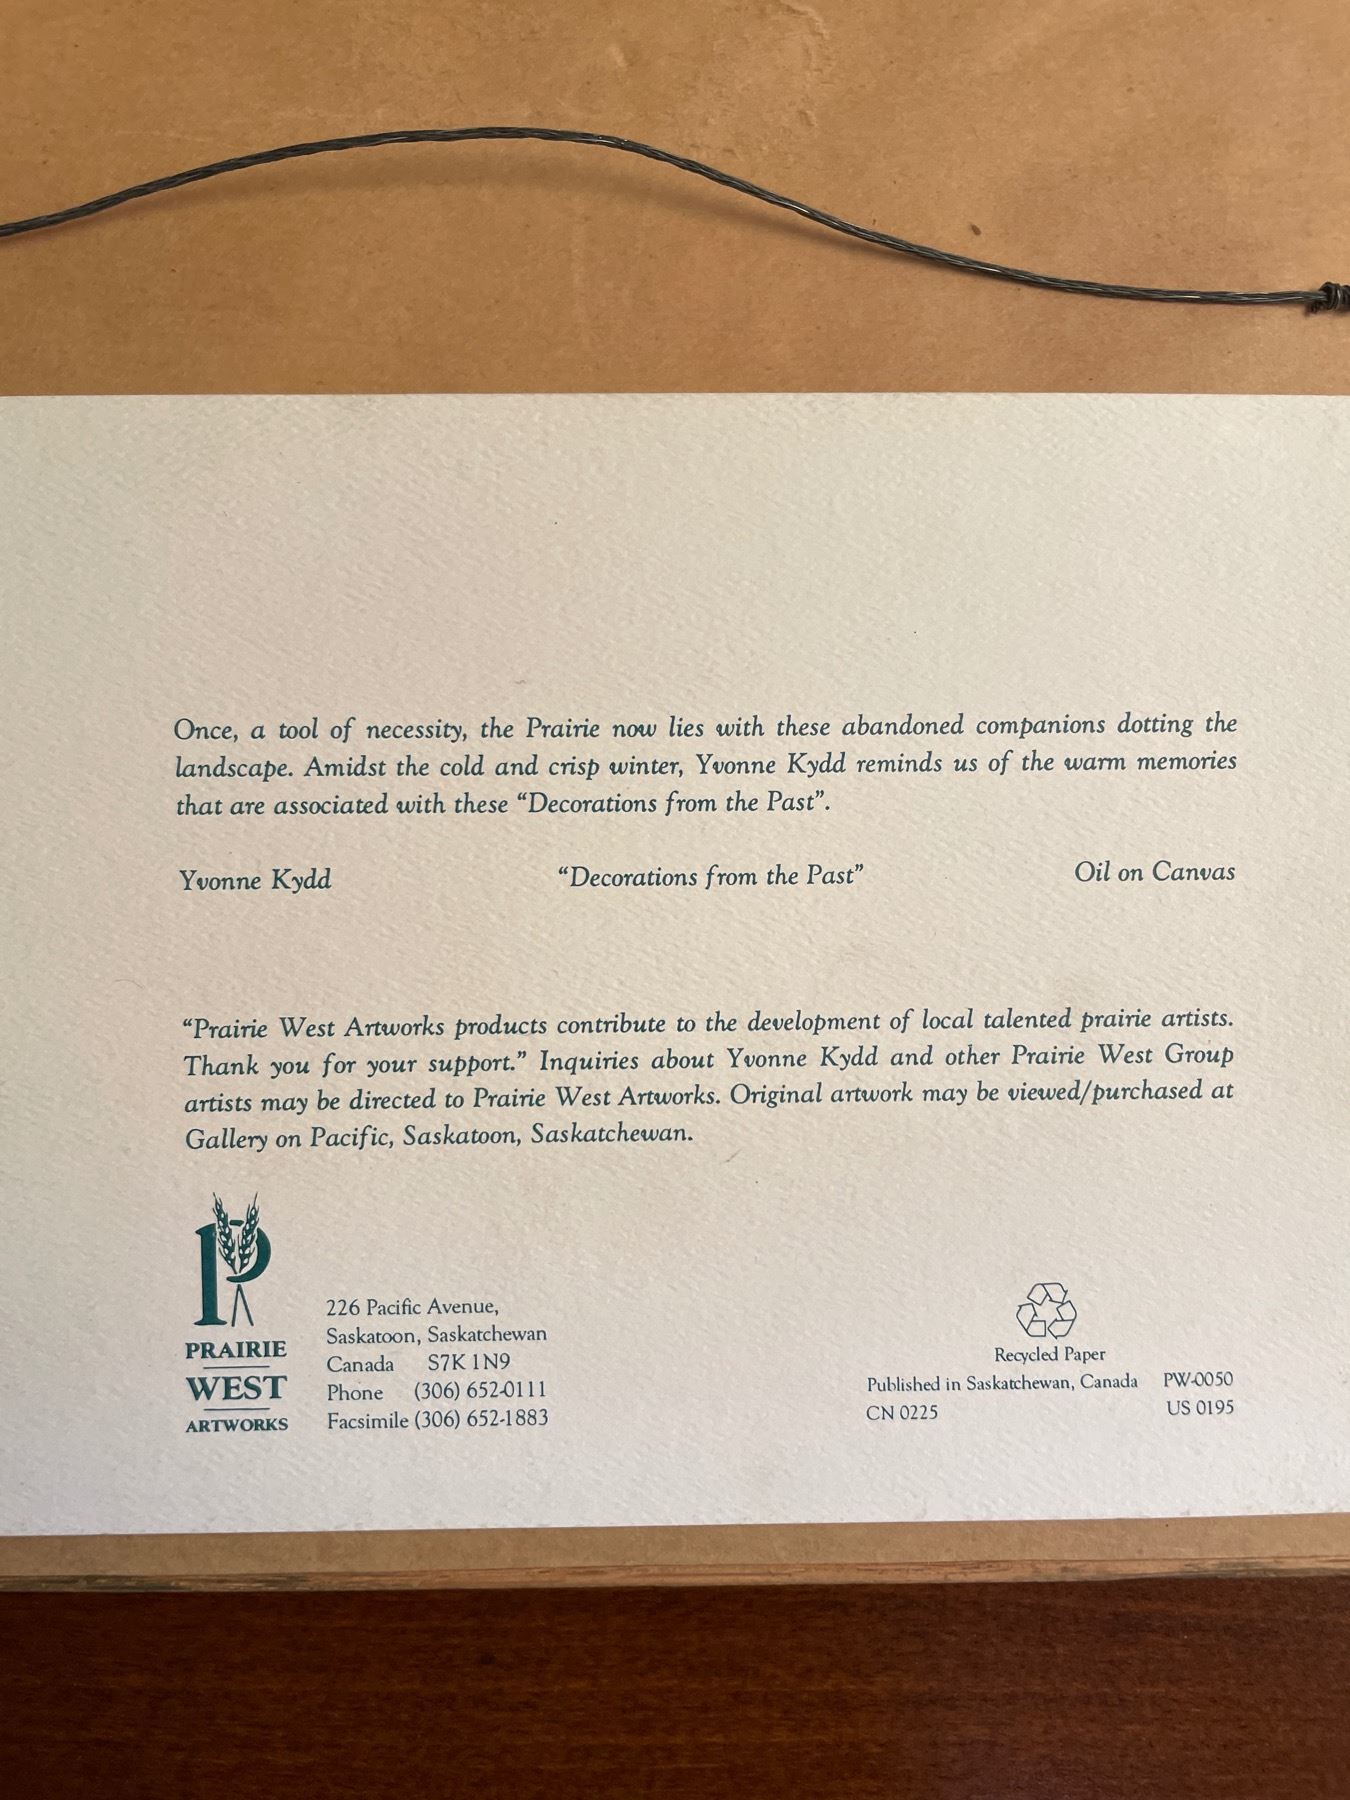 Once, a tool of necessity, the Prairie now lies with these abandoned companions dotting the
landscape. Amidst the cold and crisp winter, Yvonne Kydd reminds us of the warm memories
that are associated with these “Decorations from the Past”.
Yvonne Kydd “Decorations from the Past” Oil on Canvas
“Prairie West Artworks products contribute to the development of local talented prairie artists.
Thank you for your support.” Inquiries about Yvonne Kydd and other Prairie West Group
artists may be directed to Prairie West Artworks. Original artwork may be viewed/purchased at
Gallery on Pacific, Saskatoon, Saskatchewan.
P
PRAIRIE
WEST
ARTWORKS
226 Pacific Avenue,
Saskatoon, Saskatchewan
Canada S7K 1N9
Phone (306) 652-0111
Facsimile (306) 652-1883
Recycled Paper
Published in Saskatchewan, Canada PW-0050
CN 0225 US 0195